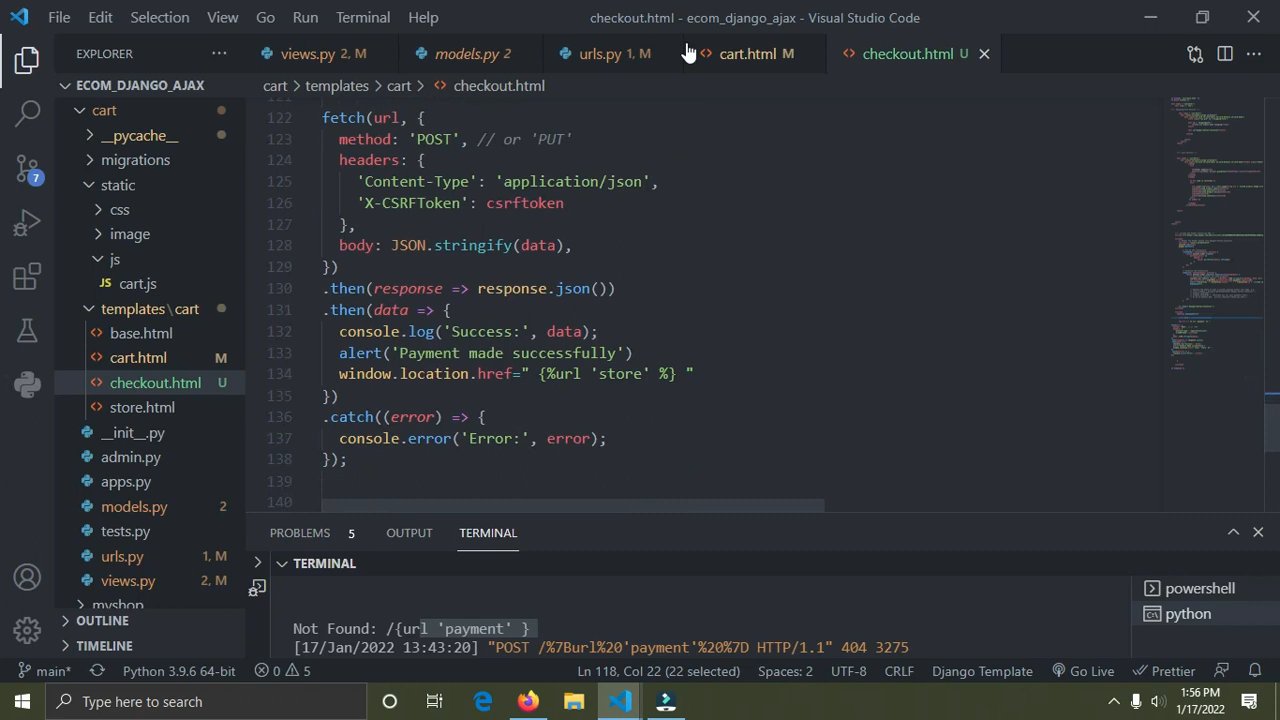 File Edit Selection View Go Run Terminal Help checkout.html - ecom_django_ajax - Visual Studio Code
EXPLORER
views.py 2, M models.py 2 urls.py 1, M cart.html M checkout.html U
ECOM_DJANGO_AJAX
cart > templates > cart > checkout.html
cart
__pycache__
migrations
static
css
image
js
JS cart.js
templates\cart
base.html
cart.html M
checkout.html U
store.html
__init__.py
admin.py
apps.py
models.py 2
tests.py
urls.py 1, M
views.py 2, M
myshop
OUTLINE
TIMELINE
7
122 fetch(url, {
123 method: 'POST', // or 'PUT'
124 headers: {
125 'Content-Type': 'application/json',
126 'X-CSRFToken': csrftoken
127 },
128 body: JSON.stringify(data),
129 })
130 .then(response => response.json())
131 .then(data => {
132 console.log('Success:', data);
133 alert('Payment made successfully')
134 window.location.href=" {%url 'store' %} "
135 })
136 .catch((error) => {
137 console.error('Error:', error);
138 });
139
140
PROBLEMS 5 OUTPUT TERMINAL
TERMINAL
Not Found: /{url 'payment' }
[17/Jan/2022 13:43:20] "POST /%7Burl%20'payment'%20%7D HTTP/1.1" 404 3275
powershell
python
main* Python 3.9.6 64-bit 0 5 Ln 118, Col 22 (22 selected) Spaces: 2 UTF-8 CRLF Django Template Go Live Prettier
Type here to search
1:56 PM
1/17/2022